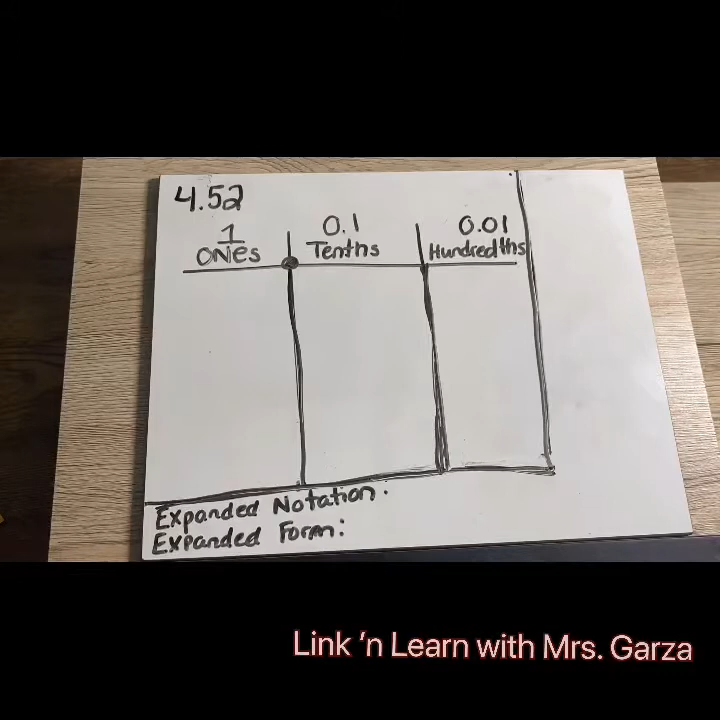 4.52
1 0.1 0.01
ONes Tenths Hundredths
Expanded Notation.
Expanded Form:
Link 'n Learn with Mrs. Garza